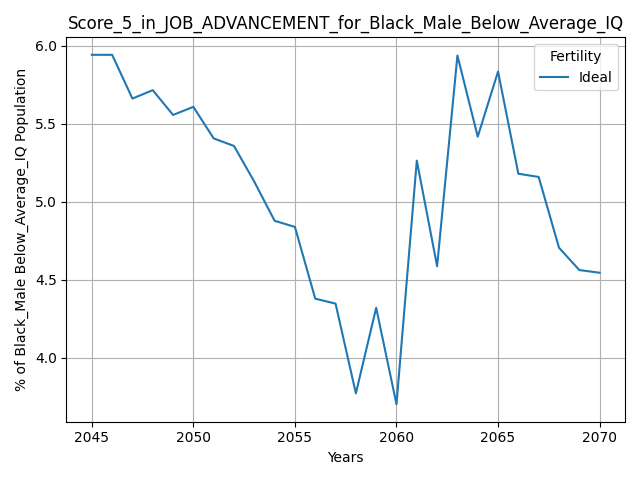 Score_5_in_JOB_ADVANCEMENT_for_Black_Male_Below_Average_IQ
Fertility
Ideal
% of Black_Male Below_Average_IQ Population
6.0
5.5
5.0
4.5
4.0
2045 2050 2055 2060 2065 2070
Years